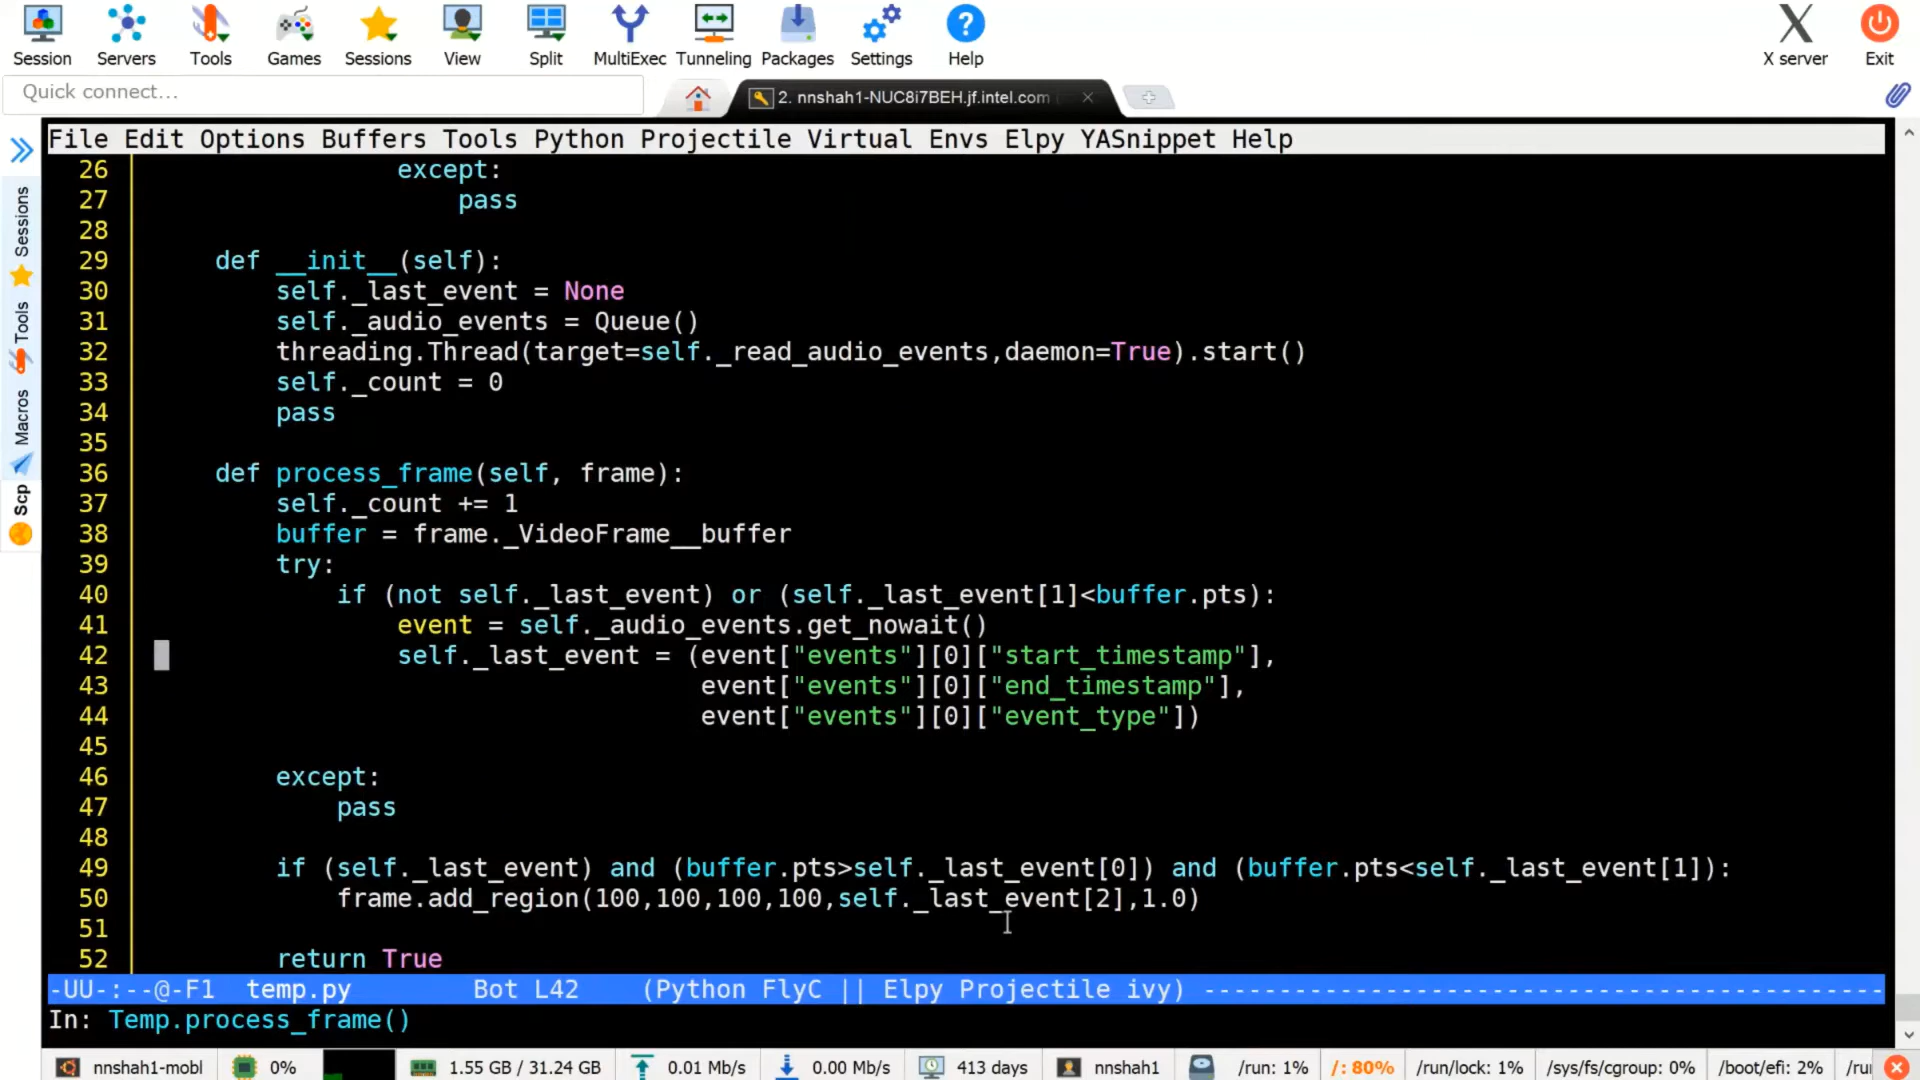 Session Servers Tools Games Sessions View Split MultiExec Tunneling Packages Settings Help X server Exit
Quick connect...
2. nnshah1-NUC8i7BEH.jf.intel.com (
File Edit Options Buffers Tools Python Projectile Virtual Envs Elpy YASnippet Help
Sessions
Tools
Macros
Scp
26 except:
27 pass
28
29 def __init__(self):
30 self._last_event = None
31 self._audio_events = Queue()
32 threading.Thread(target=self._read_audio_events,daemon=True).start()
33 self._count = 0
34 pass
35
36 def process_frame(self, frame):
37 self._count += 1
38 buffer = frame._VideoFrame__buffer
39 try:
40 if (not self._last_event) or (self._last_event[1]<buffer.pts):
41 event = self._audio_events.get_nowait()
42 self._last_event = (event["events"][0]["start_timestamp"],
43 event["events"][0]["end_timestamp"],
44 event["events"][0]["event_type"])
45
46 except:
47 pass
48
49 if (self._last_event) and (buffer.pts>self._last_event[0]) and (buffer.pts<self._last_event[1]):
50 frame.add_region(100,100,100,100,self._last_event[2],1.0)
51
52 return True
-UU-:--@-F1 temp.py Bot L42 (Python FlyC || Elpy Projectile ivy) ---------------------------------------------
In: Temp.process_frame()
nnshah1-mobl 0% 1.55 GB / 31.24 GB 0.01 Mb/s 0.00 Mb/s 413 days nnshah1 /run: 1% /: 80% /run/lock: 1% /sys/fs/cgroup: 0% /boot/efi: 2% /ru